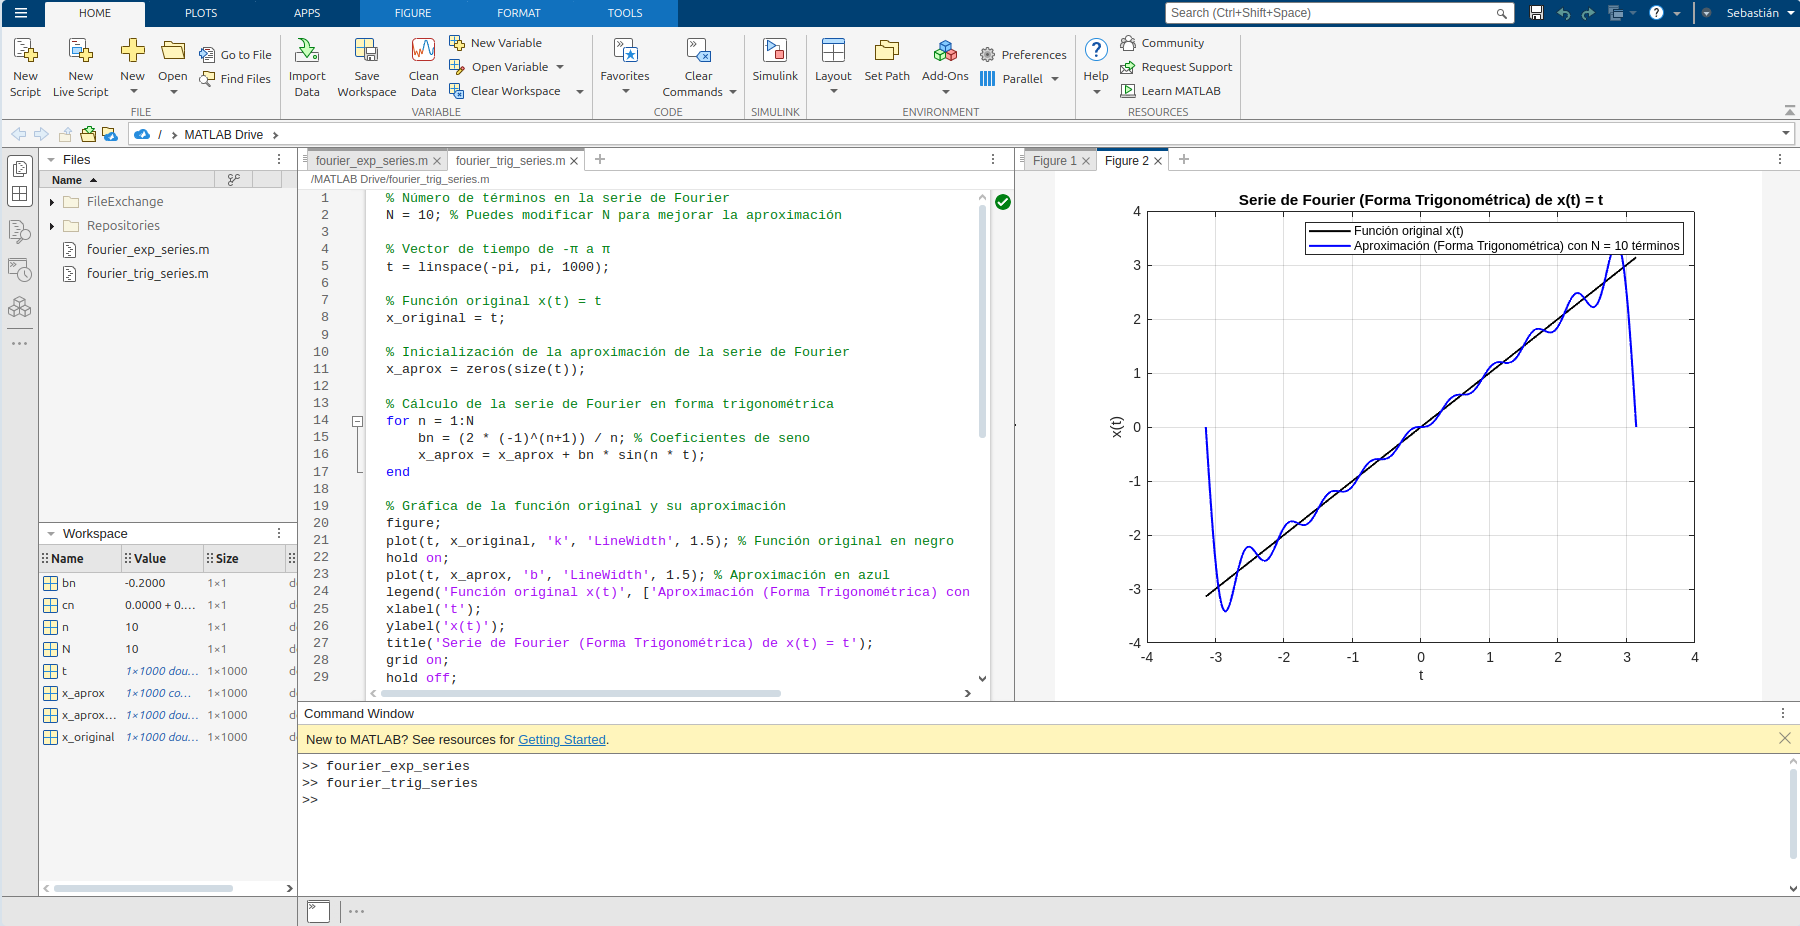 HOME PLOTS APPS FIGURE FORMAT TOOLS Search (Ctrl+Shift+Space) Sebastián
New Script
New Live Script
New
Open
Go to File
Find Files
FILE
Import Data
Save Workspace
Clean Data
New Variable
Open Variable
Clear Workspace
VARIABLE
Favorites
Clear Commands
CODE
Simulink
SIMULINK
Layout
Set Path
Add-Ons
Preferences
Parallel
ENVIRONMENT
Help
Community
Request Support
Learn MATLAB
RESOURCES
/ MATLAB Drive
Files
Name
FileExchange
Repositories
fourier_exp_series.m
fourier_trig_series.m
Workspace
Name Value Size
bn -0.2000 1×1 d
cn 0.0000 + 0.... 1×1 d
n 10 1×1 d
N 10 1×1 d
t 1×1000 dou... 1×1000 d
x_aprox 1×1000 co... 1×1000 d
x_aprox... 1×1000 dou... 1×1000 d
x_original 1×1000 dou... 1×1000 d
fourier_exp_series.m fourier_trig_series.m
/MATLAB Drive/fourier_trig_series.m
1 % Número de términos en la serie de Fourier
2 N = 10; % Puedes modificar N para mejorar la aproximación
3
4 % Vector de tiempo de -π a π
5 t = linspace(-pi, pi, 1000);
6
7 % Función original x(t) = t
8 x_original = t;
9
10 % Inicialización de la aproximación de la serie de Fourier
11 x_aprox = zeros(size(t));
12
13 % Cálculo de la serie de Fourier en forma trigonométrica
14 for n = 1:N
15 bn = (2 * (-1)^(n+1)) / n; % Coeficientes de seno
16 x_aprox = x_aprox + bn * sin(n * t);
17 end
18
19 % Gráfica de la función original y su aproximación
20 figure;
21 plot(t, x_original, 'k', 'LineWidth', 1.5); % Función original en negro
22 hold on;
23 plot(t, x_aprox, 'b', 'LineWidth', 1.5); % Aproximación en azul
24 legend('Función original x(t)', ['Aproximación (Forma Trigonométrica) con
25 xlabel('t');
26 ylabel('x(t)');
27 title('Serie de Fourier (Forma Trigonométrica) de x(t) = t');
28 grid on;
29 hold off;
Figure 1 Figure 2
Serie de Fourier (Forma Trigonométrica) de x(t) = t
Función original x(t)
Aproximación (Forma Trigonométrica) con N = 10 términos
4
3
2
1
0
-1
-2
-3
-4
x(t)
-4 -3 -2 -1 0 1 2 3 4
t
Command Window
New to MATLAB? See resources for Getting Started.
>> fourier_exp_series
>> fourier_trig_series
>>